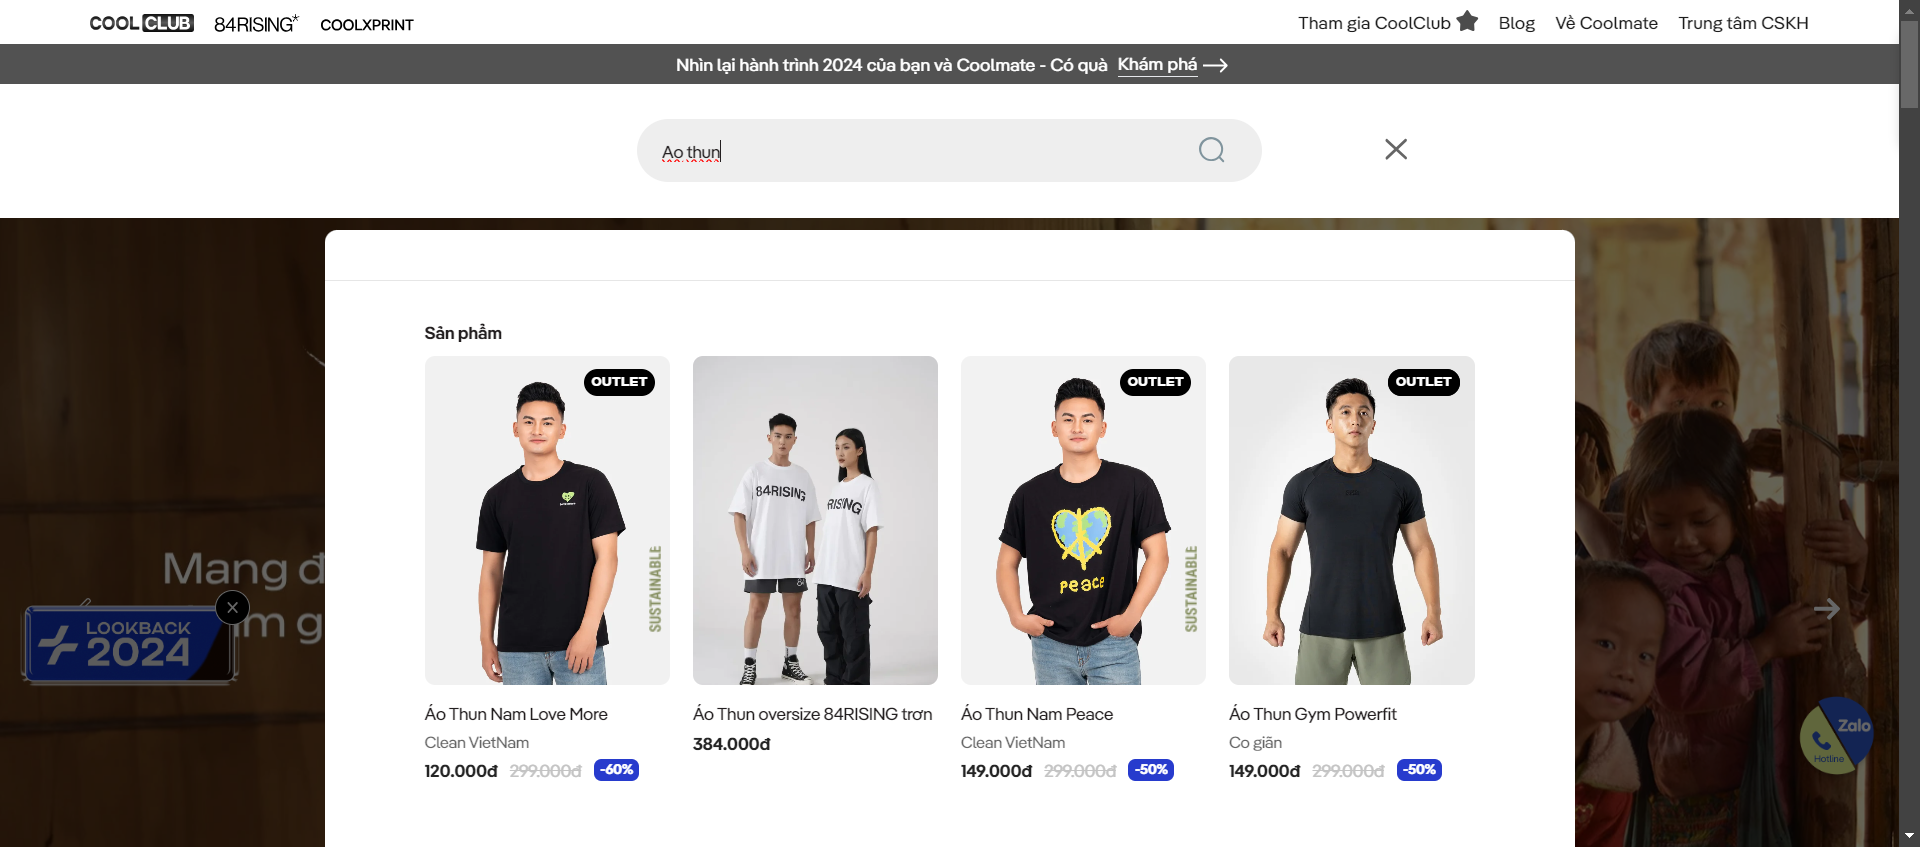 COOL CLUB 84RISING* COOLXPRINT Tham gia CoolClub Blog Về Coolmate Trung tâm CSKH
Nhìn lại hành trình 2024 của bạn và Coolmate - Có quà Khám phá
Ao thun
Sản phẩm
OUTLET
SUSTAINABLE
84RISING
RISING
84
OUTLET
Peace
SUSTAINABLE
OUTLET
Áo Thun Nam Love More
Clean VietNam
120.000đ 299.000đ -60%
Áo Thun oversize 84RISING trơn
384.000đ
Áo Thun Nam Peace
Clean VietNam
149.000đ 299.000đ -50%
Áo Thun Gym Powerfit
Co giãn
149.000đ 299.000đ -50%
Mang đ
m g
LOOKBACK
2024
Zalo
Hotline